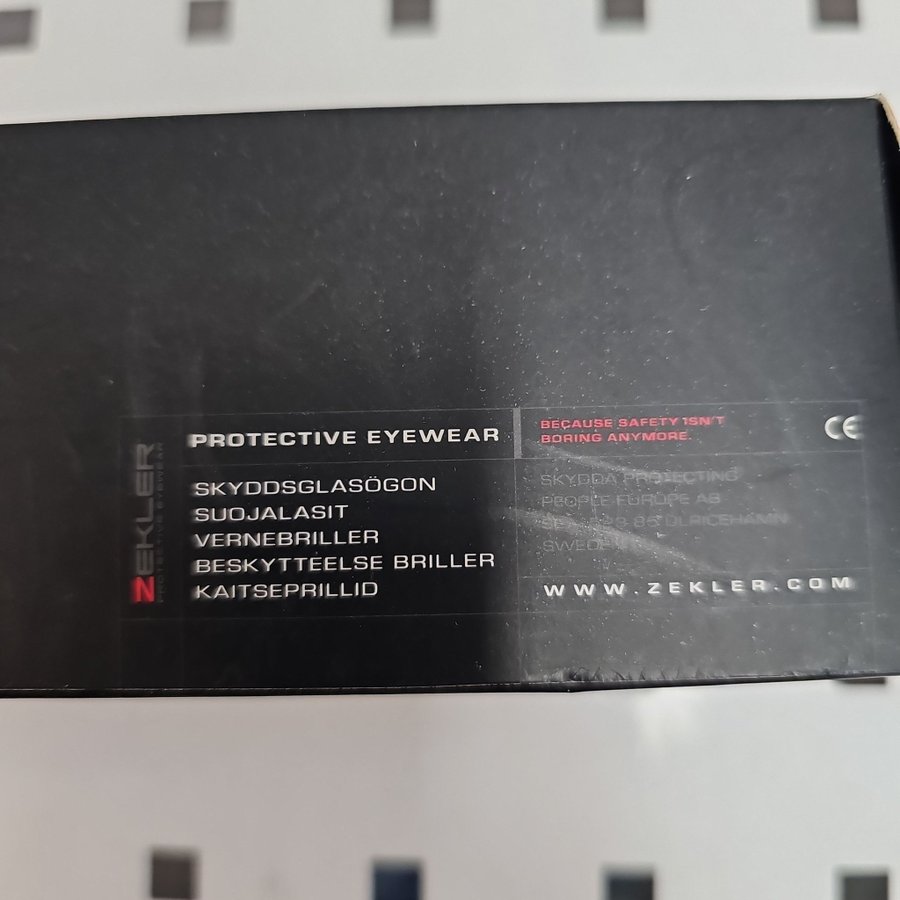 ZEKLER
PROTECTIVE EYEWEAR
PROTECTIVE EYEWEAR
SKYDDSGLASÖGON
SUOJALASIT
VERNEBRILLER
BESKYTTEELSE BRILLER
KAITSEPRILLID
BECAUSE SAFETY ISN'T
BORING ANYMORE.
CE
SKYDDA PROTECTING
PEOPLE EUROPE AB
ULRICEHAMN
SWEDEN
WWW.ZEKLER.COM